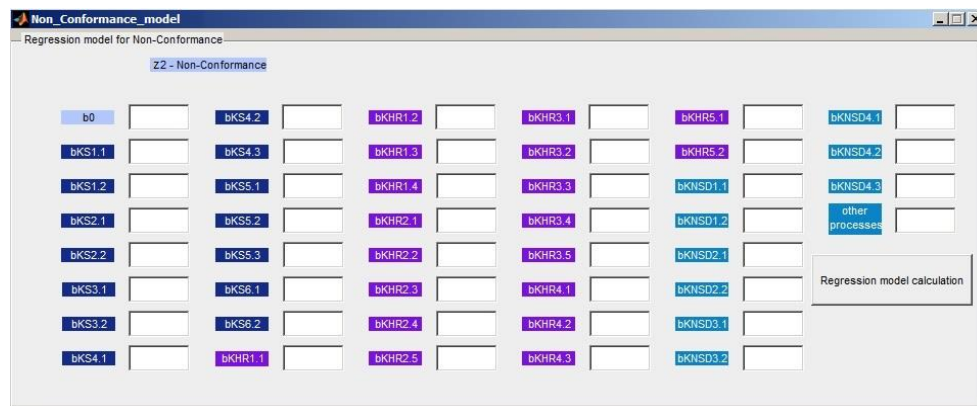 Non_Conformance_model
Regression model for Non-Conformance
z2 - Non-Conformance
b0 bKS4.2 bKHR1.2 bKHR3.1 bKHR5.1 bKNSD4.1
bKS1.1 bKS4.3 bKHR1.3 bKHR3.2 bKHR5.2 bKNSD4.2
bKS1.2 bKS5.1 bKHR1.4 bKHR3.3 bKNSD1.1 bKNSD4.3
bKS2.1 bKS5.2 bKHR2.1 bKHR3.4 bKNSD1.2 other
processes
bKS2.2 bKS5.3 bKHR2.2 bKHR3.5 bKNSD2.1
bKS3.1 bKS6.1 bKHR2.3 bKHR4.1 bKNSD2.2 Regression model calculation
bKS3.2 bKS6.2 bKHR2.4 bKHR4.2 bKNSD3.1
bKS4.1 bKHR1.1 bKHR2.5 bKHR4.3 bKNSD3.2